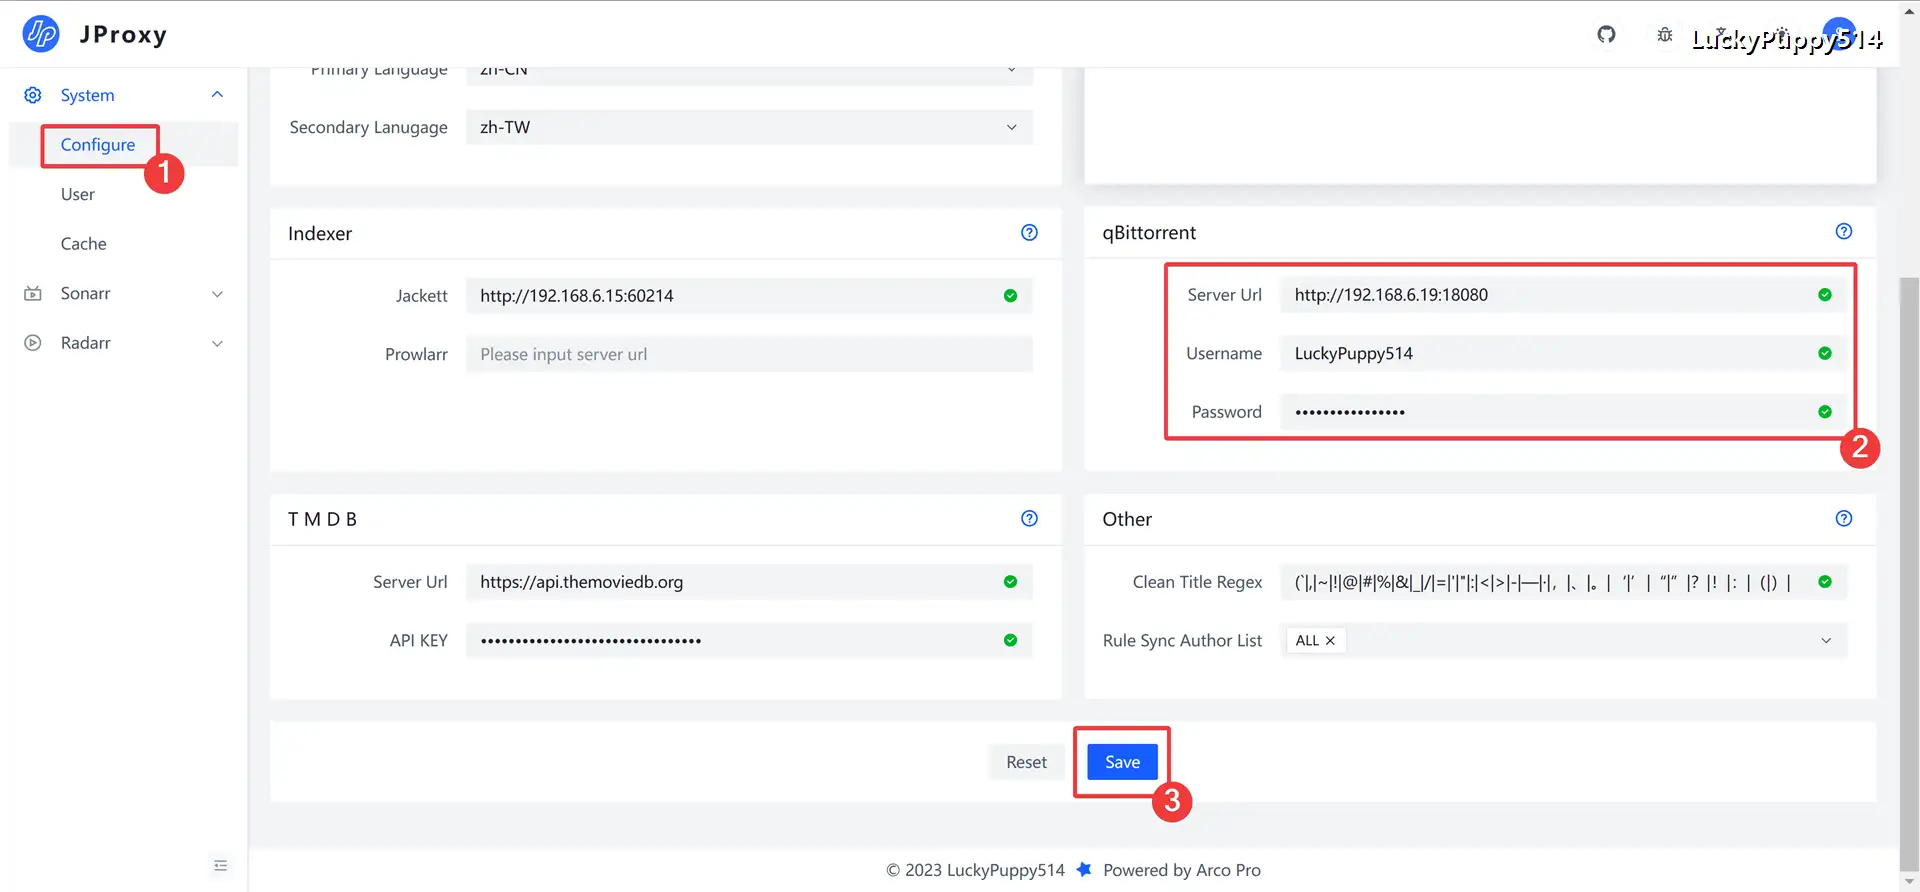 JProxy
LuckyPuppy514
System
Configure
1
User
Cache
Sonarr
Radarr
Primary Language zh-CN
Secondary Lanugage zh-TW
Indexer
Jackett http://192.168.6.15:60214
Prowlarr Please input server url
qBittorrent
Server Url http://192.168.6.19:18080
Username LuckyPuppy514
Password ••••••••••••••••
2
T M D B
Server Url https://api.themoviedb.org
API KEY ••••••••••••••••••••••••••••••••
Other
Clean Title Regex (`|,|~|!|@|#|%|&|_|/|=|'|"|:|<|>|-|—|·|，|、|。|‘|’|“|”|？|！|：|（|）|
Rule Sync Author List ALL ×
Reset Save
3
© 2023 LuckyPuppy514 Powered by Arco Pro